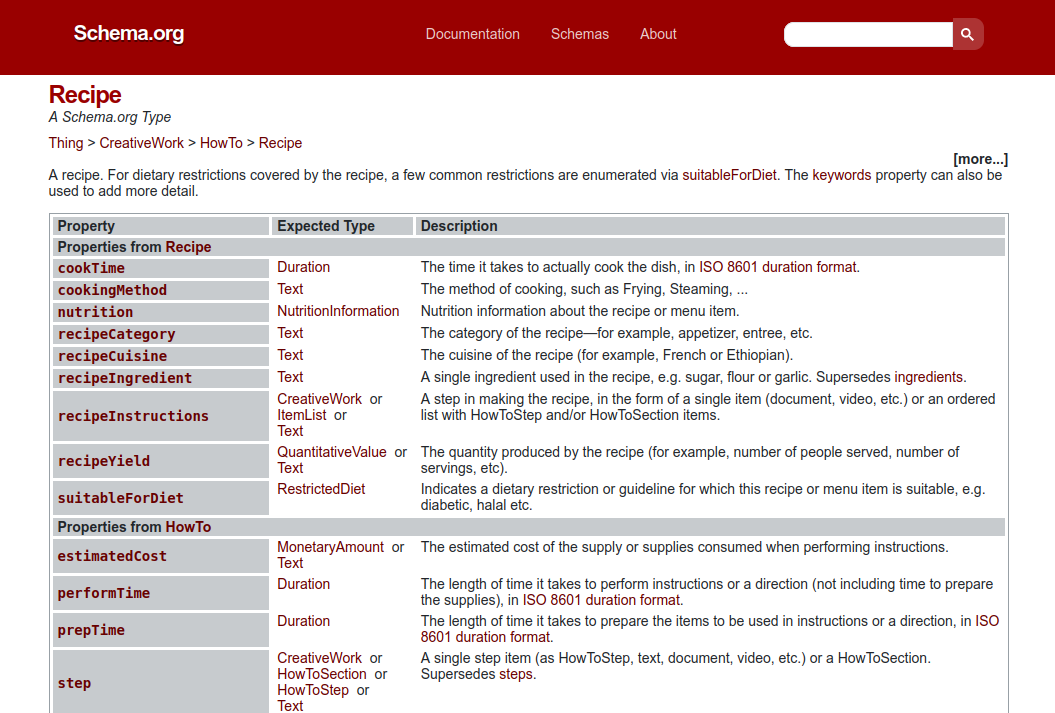 Schema.org
Documentation Schemas About
Recipe
A Schema.org Type
Thing > CreativeWork > HowTo > Recipe
[more...]
A recipe. For dietary restrictions covered by the recipe, a few common restrictions are enumerated via suitableForDiet. The keywords property can also be
used to add more detail.
Property Expected Type Description
Properties from Recipe
cookTime Duration The time it takes to actually cook the dish, in ISO 8601 duration format.
cookingMethod Text The method of cooking, such as Frying, Steaming, ...
nutrition NutritionInformation Nutrition information about the recipe or menu item.
recipeCategory Text The category of the recipe—for example, appetizer, entree, etc.
recipeCuisine Text The cuisine of the recipe (for example, French or Ethiopian).
recipeIngredient Text A single ingredient used in the recipe, e.g. sugar, flour or garlic. Supersedes ingredients.
recipeInstructions
CreativeWork or
ItemList or
Text
A step in making the recipe, in the form of a single item (document, video, etc.) or an ordered
list with HowToStep and/or HowToSection items.
recipeYield
QuantitativeValue or
Text
The quantity produced by the recipe (for example, number of people served, number of
servings, etc).
suitableForDiet
RestrictedDiet
Indicates a dietary restriction or guideline for which this recipe or menu item is suitable, e.g.
diabetic, halal etc.
Properties from HowTo
estimatedCost
MonetaryAmount or
Text
The estimated cost of the supply or supplies consumed when performing instructions.
performTime
Duration
The length of time it takes to perform instructions or a direction (not including time to prepare
the supplies), in ISO 8601 duration format.
prepTime
Duration
The length of time it takes to prepare the items to be used in instructions or a direction, in ISO
8601 duration format.
step
CreativeWork or
HowToSection or
HowToStep or
Text
A single step item (as HowToStep, text, document, video, etc.) or a HowToSection.
Supersedes steps.